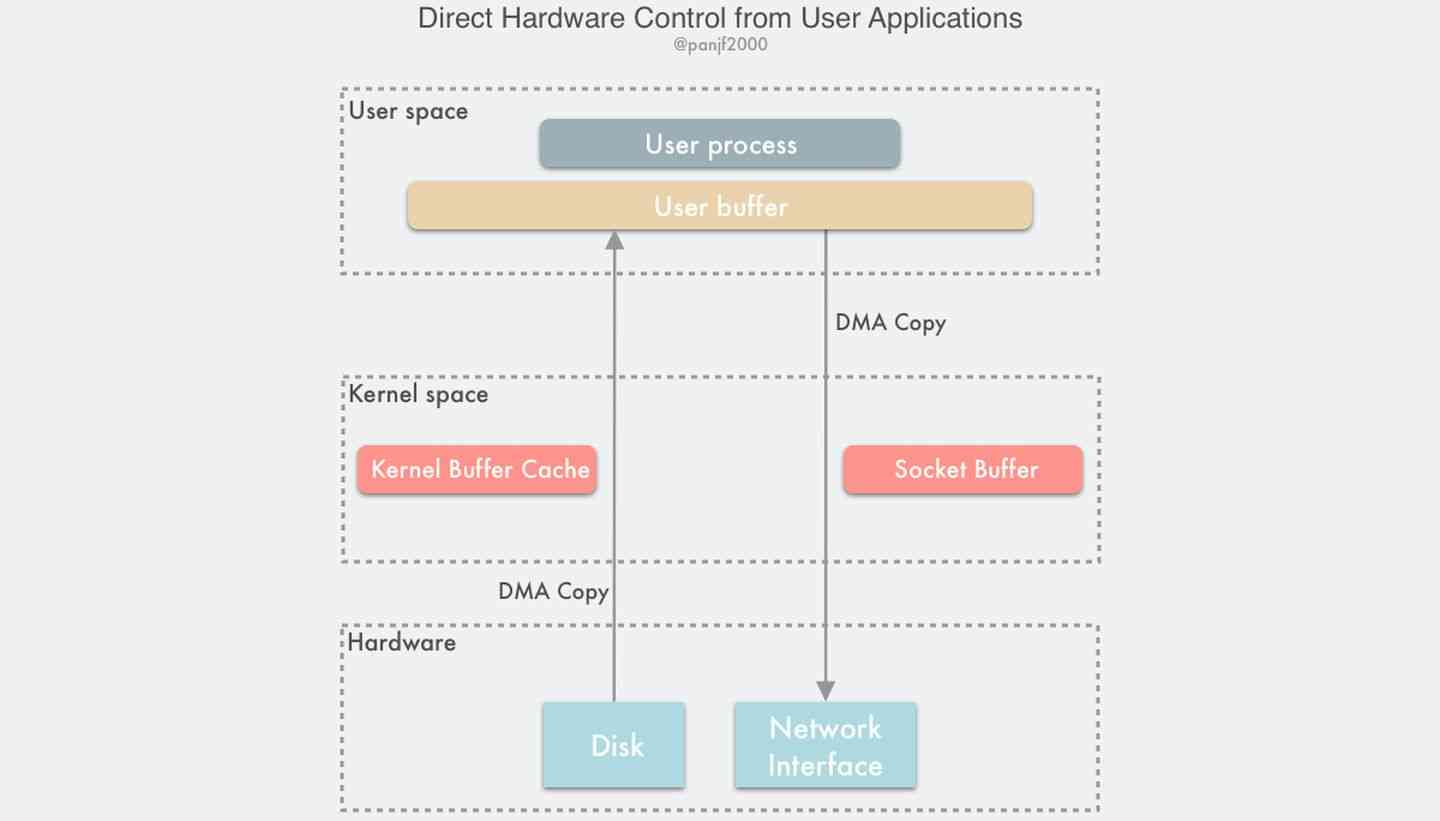 Direct Hardware Control from User Applications
@panjf2000
User space
User process
User buffer
DMA Copy
Kernel space
Kernel Buffer Cache
Socket Buffer
DMA Copy
Hardware
Disk
Network
Interface